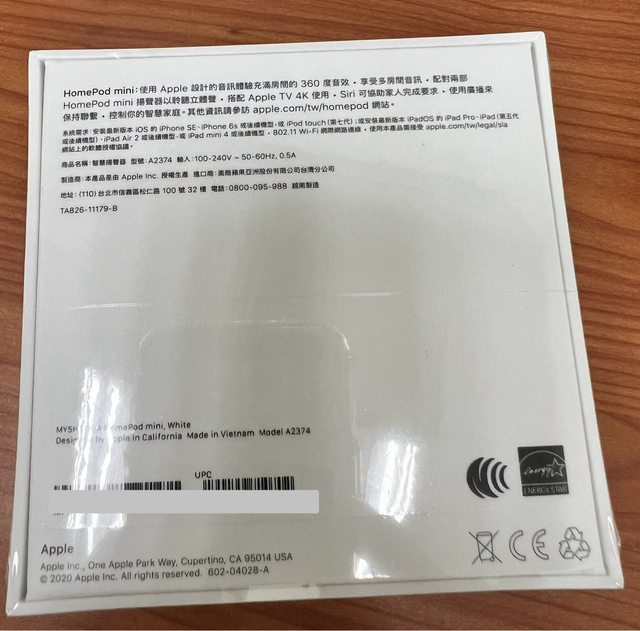 HomePod mini:使用 Apple 設計的音訊體驗充滿房間的 360 度音效,享受多房間音訊,配對兩部
HomePod mini 揚聲器以聆聽立體聲,搭配 Apple TV 4K 使用,Siri 可協助家人完成要求,使用廣播來
保持聯繫,控制你的智慧家庭。其他資訊請參訪 apple.com/tw/homepod 網站。
系統需求:安裝最新版本 iOS 的 iPhone SE、iPhone 6s 或後續機型,或 iPod touch (第七代);或安裝最新版本 iPadOS 的 iPad Pro、iPad (第五代
或後續機型)、iPad Air 2 或後續機型,或 iPad mini 4 或後續機型,802.11 Wi-Fi 網際網路連線,使用本產品需接受 apple.com/tw/legal/sla
網站上的軟體授權項條款。
商品名稱:智慧揚聲器 型號:A2374 輸入:100-240V ~ 50-60Hz, 0.5A
製造商:本產品是由 Apple Inc. 授權生產 進口商:美商蘋果亞洲股份有限公司台灣分公司
地址:(110) 台北市信義區松仁路 100 號 32 樓 電話:0800-095-988 越南製造
TA826-11179-B
HomePod mini, White
by Apple in California Made in Vietnam Model A2374
UPC
energy
ENERGY STAR
Apple
Apple Inc., One Apple Park Way, Cupertino, CA 95014 USA
© 2020 Apple Inc. All rights reserved. 602-04028-A
CE